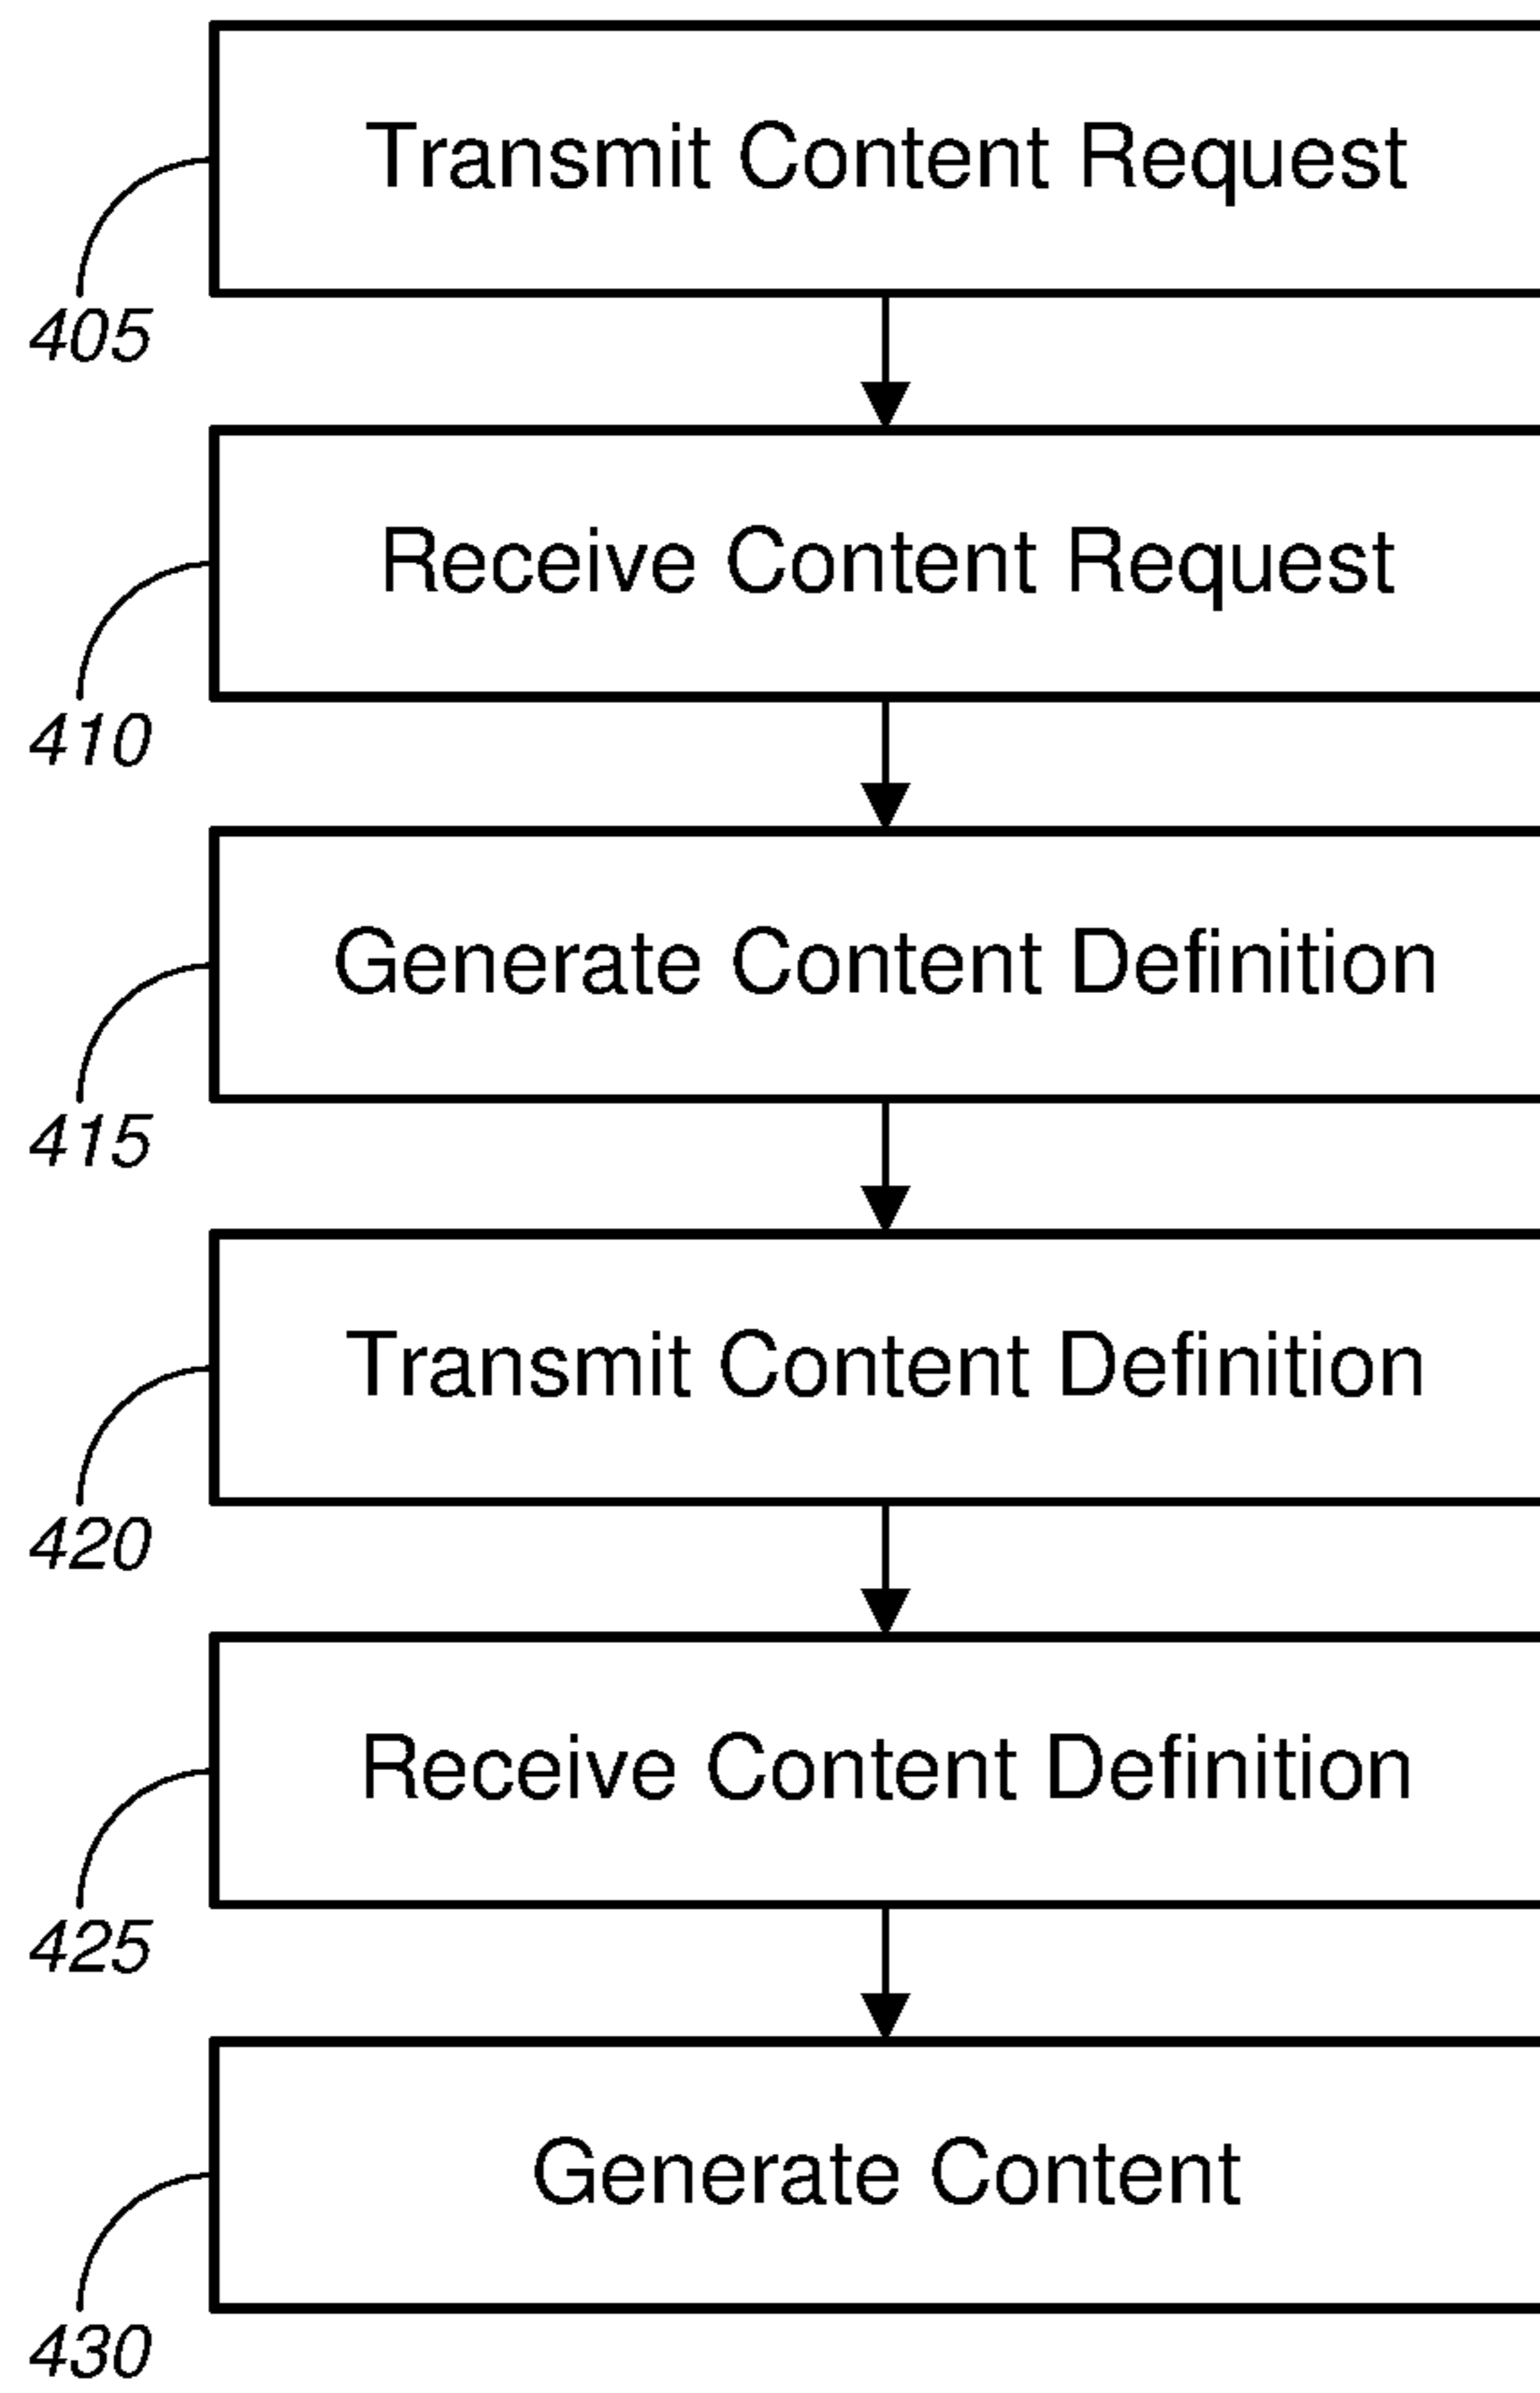 Transmit Content Request
405
Receive Content Request
410
Generate Content Definition
415
Transmit Content Definition
420
Receive Content Definition
425
Generate Content
430